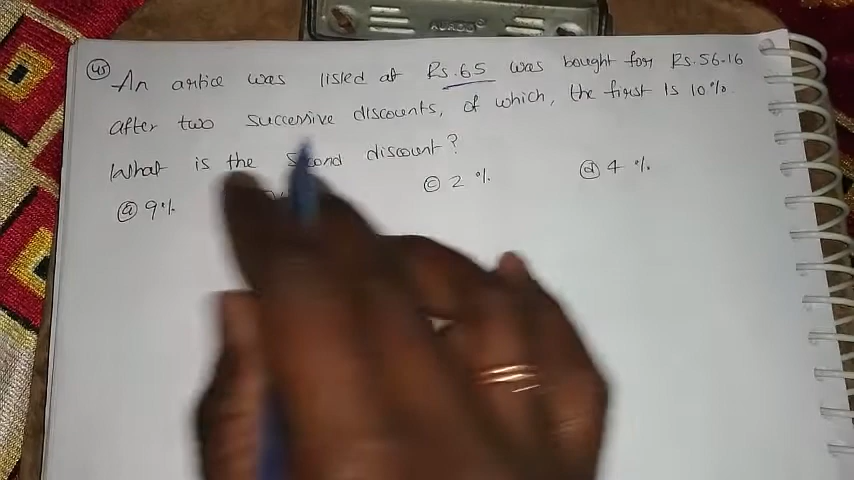 45 An artice was listed at Rs.65 was bought for Rs.56-16
after two successive discounts, of which, the first is 10%.
What is the second discount?
ⓐ 9% ⓒ 2 % ⓓ 4 %